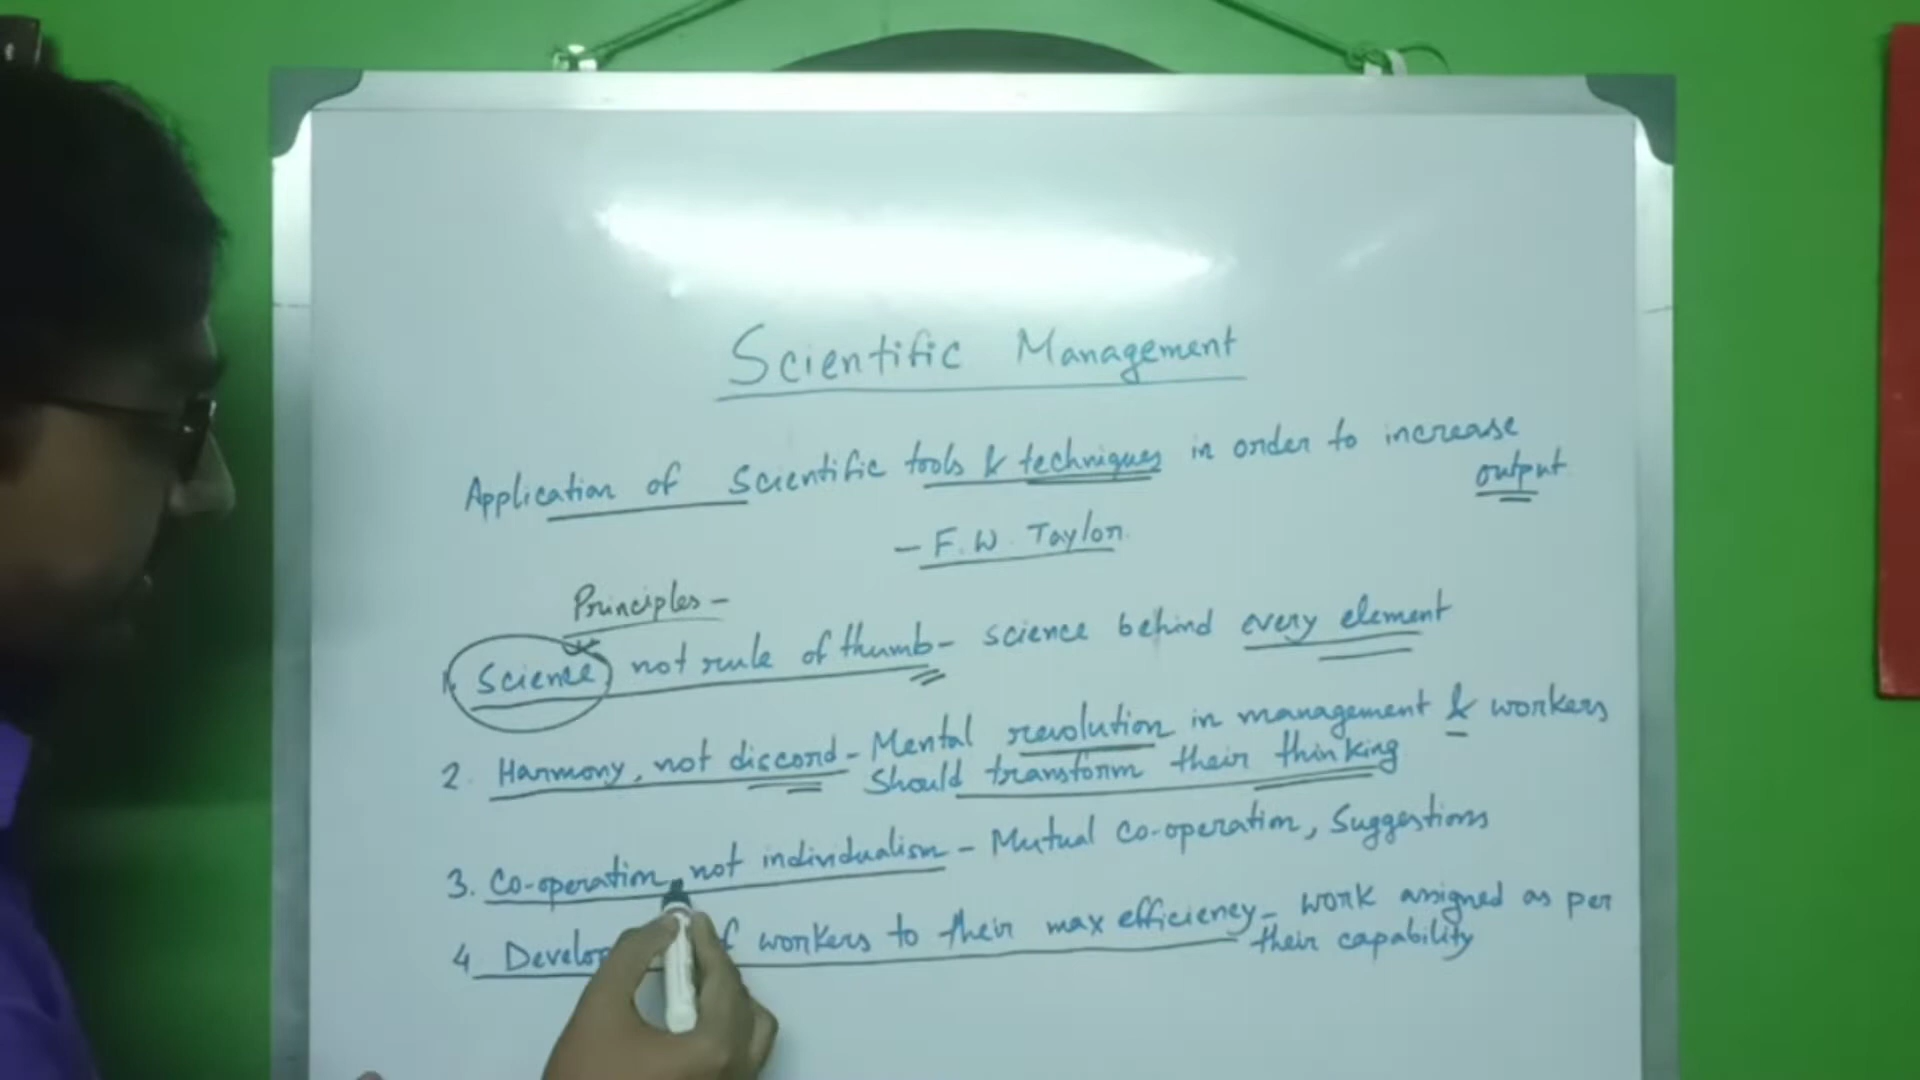 Scientific Management
Application of Scientific tools & techniques in order to increase
output
- F.W. Taylor.
Principles -
1. Science, not rule of thumb - science behind every element
2. Harmony, not discord - Mental revolution in management & workers
Should transform their thinking
3. Co-operation, not individualism - Mutual co-operation, Suggestions
4 workers to their max efficiency - work assigned as per
their capability